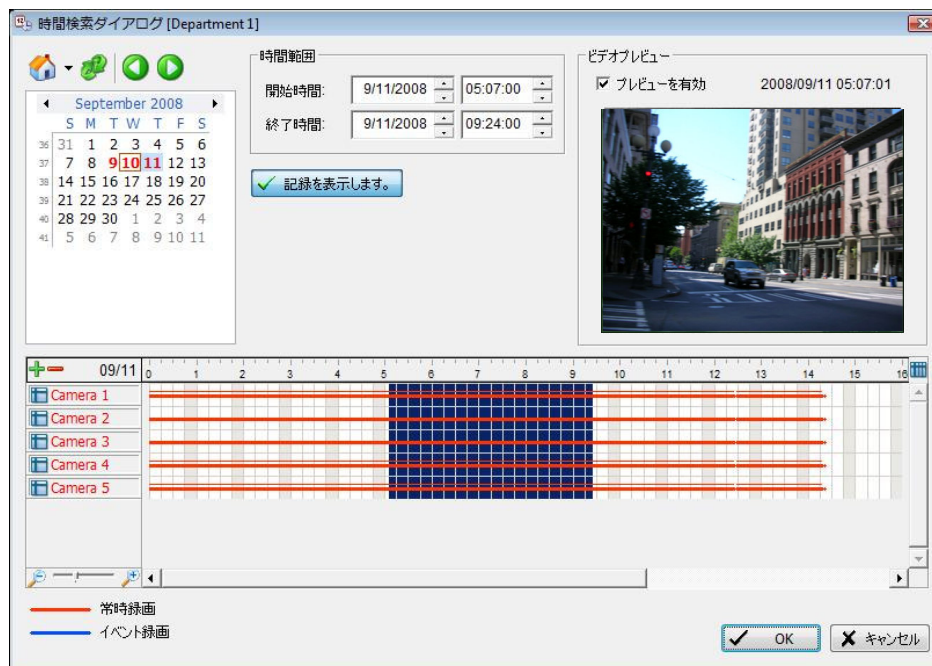 時間検索ダイアログ [Department 1]
September 2008
S M T W T F S
36 31 1 2 3 4 5 6
37 7 8 9 10 11 12 13
38 14 15 16 17 18 19 20
39 21 22 23 24 25 26 27
40 28 29 30 1 2 3 4
41 5 6 7 8 9 10 11
時間範囲
開始時間: 9/11/2008 05:07:00
終了時間: 9/11/2008 09:24:00
記録を表示します。
ビデオプレビュー
プレビューを有効 2008/09/11 05:07:01
09/11 0 1 2 3 4 5 6 7 8 9 10 11 12 13 14 15 16
Camera 1
Camera 2
Camera 3
Camera 4
Camera 5
常時録画
イベント録画
OK キャンセル